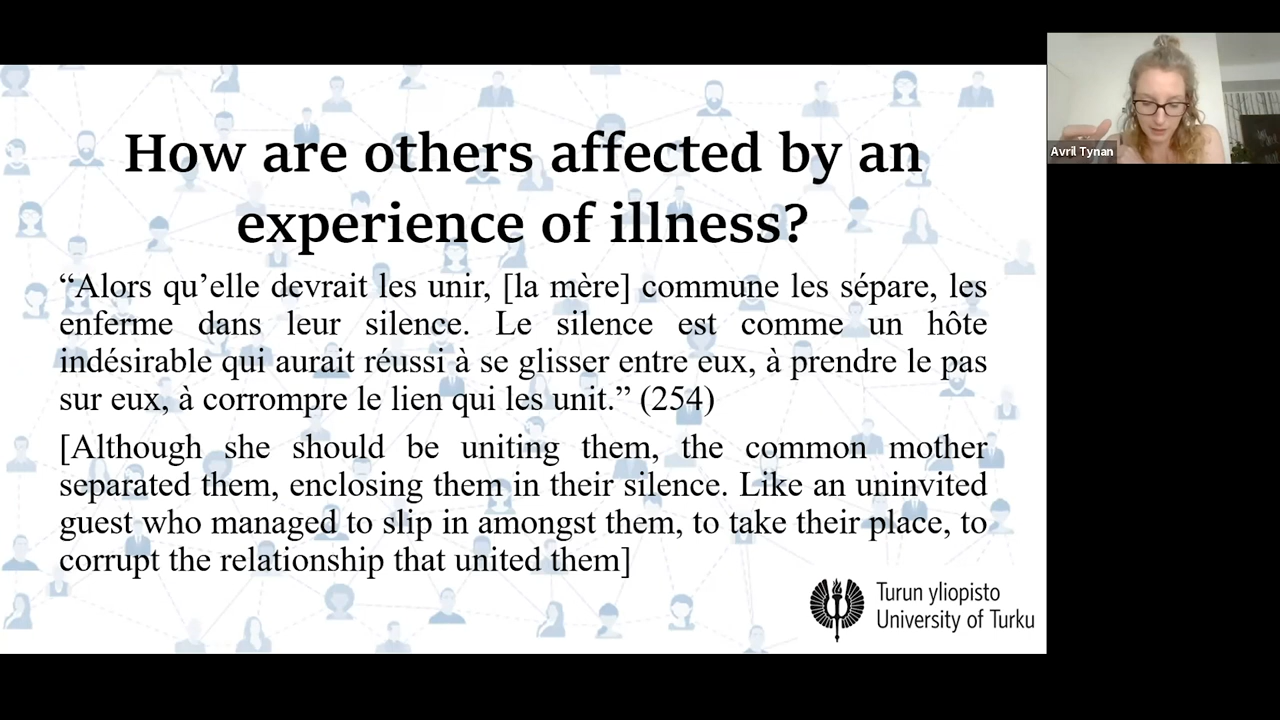 How are others affected by an
experience of illness?
“Alors qu’elle devrait les unir, [la mère] commune les sépare, les
enferme dans leur silence. Le silence est comme un hôte
indésirable qui aurait réussi à se glisser entre eux, à prendre le pas
sur eux, à corrompre le lien qui les unit.” (254)
[Although she should be uniting them, the common mother
separated them, enclosing them in their silence. Like an uninvited
guest who managed to slip in amongst them, to take their place, to
corrupt the relationship that united them]
Turun yliopisto
University of Turku
Avril Tynan